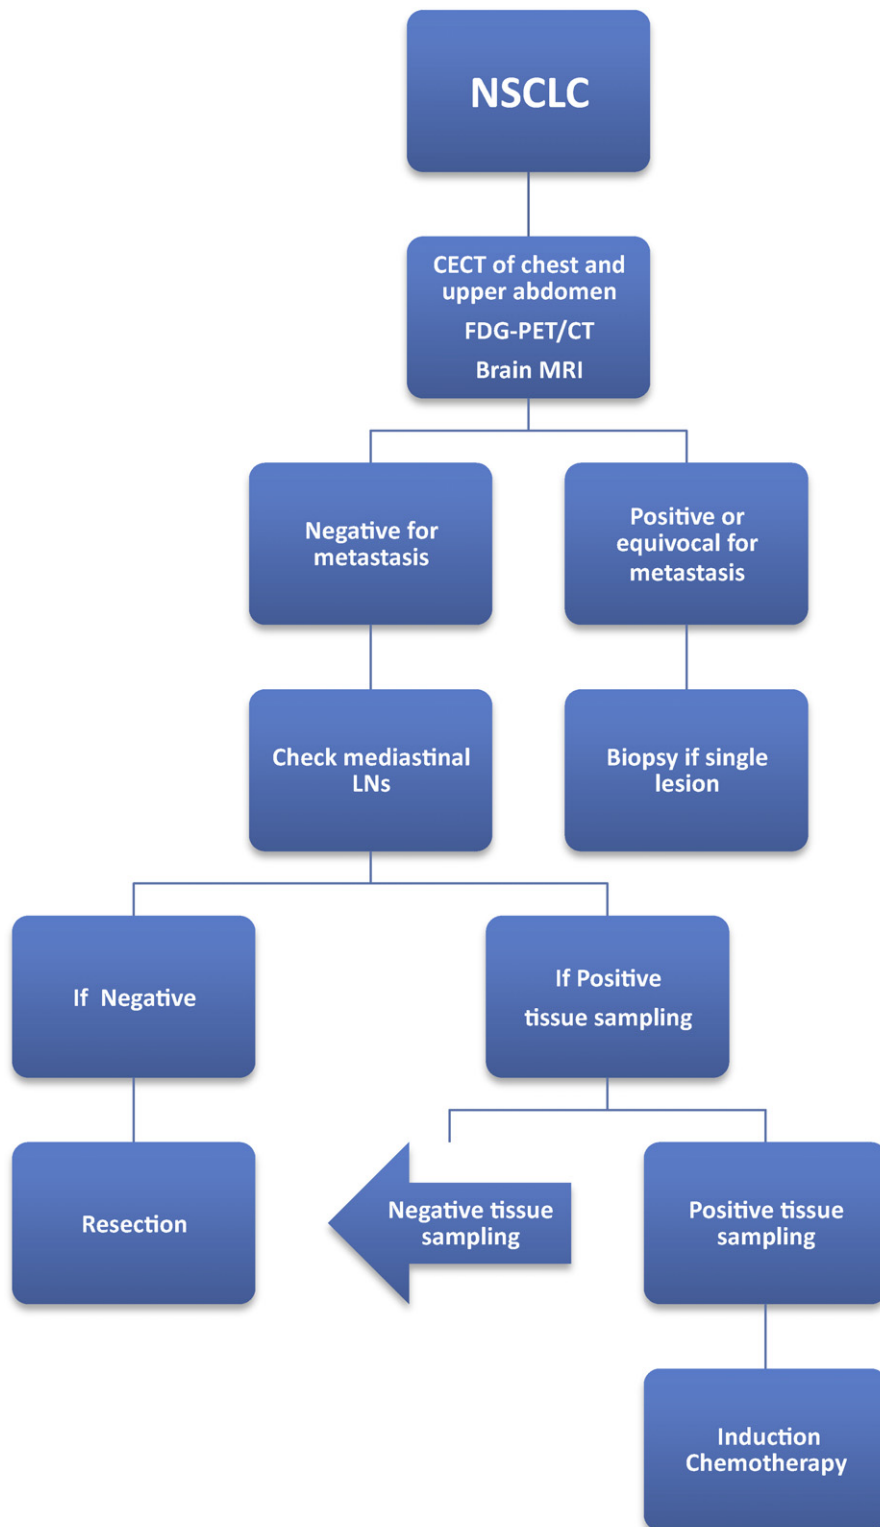 NSCLC
CECT of chest and
upper abdomen
FDG-PET/CT
Brain MRI
Negative for
metastasis
Positive or
equivocal for
metastasis
Check mediastinal
LNs
Biopsy if single
lesion
If Negative
If Positive
tissue sampling
Resection
Negative tissue
sampling
Positive tissue
sampling
Induction
Chemotherapy